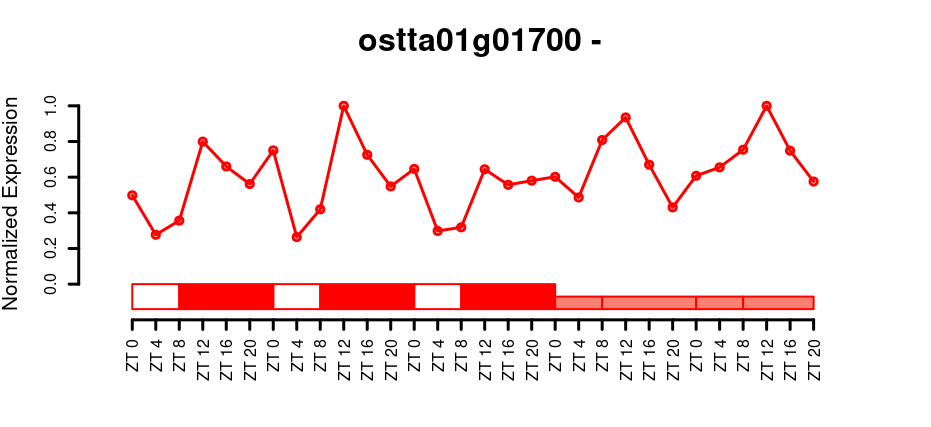 ostta01g01700 -
Normalized Expression
0.0 0.2 0.4 0.6 0.8 1.0
ZT 0 ZT 4 ZT 8 ZT 12 ZT 16 ZT 20 ZT 0 ZT 4 ZT 8 ZT 12 ZT 16 ZT 20 ZT 0 ZT 4 ZT 8 ZT 12 ZT 16 ZT 20 ZT 0 ZT 4 ZT 8 ZT 12 ZT 16 ZT 20 ZT 0 ZT 4 ZT 8 ZT 12 ZT 16 ZT 20